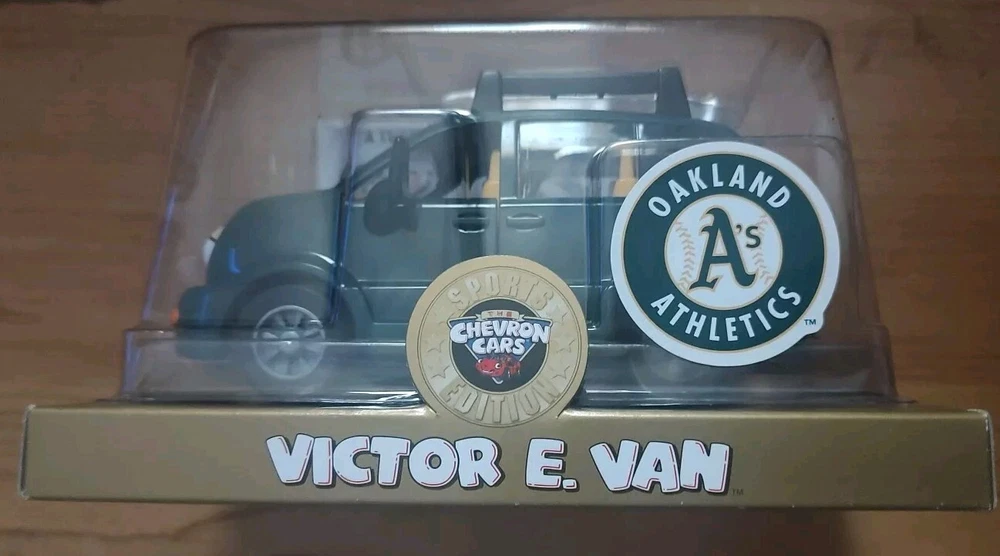 OAKLAND
A's
ATHLETICS
TM
SPORTS
THE
CHEVRON
CARS
EDITION
VICTOR E. VAN
TM